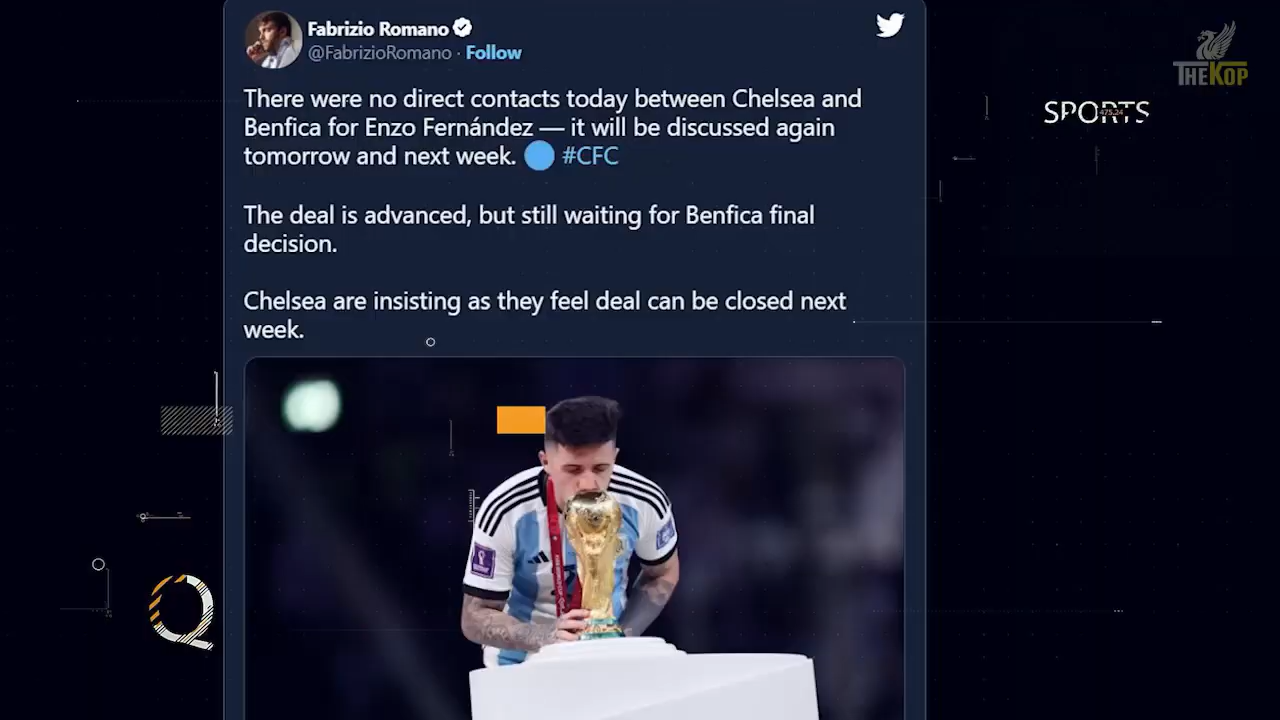 Fabrizio Romano
@FabrizioRomano · Follow
THEKOP
SPORTS
475.24
There were no direct contacts today between Chelsea and
Benfica for Enzo Fernández — it will be discussed again
tomorrow and next week. 🔵 #CFC
The deal is advanced, but still waiting for Benfica final
decision.
Chelsea are insisting as they feel deal can be closed next
week.
Q